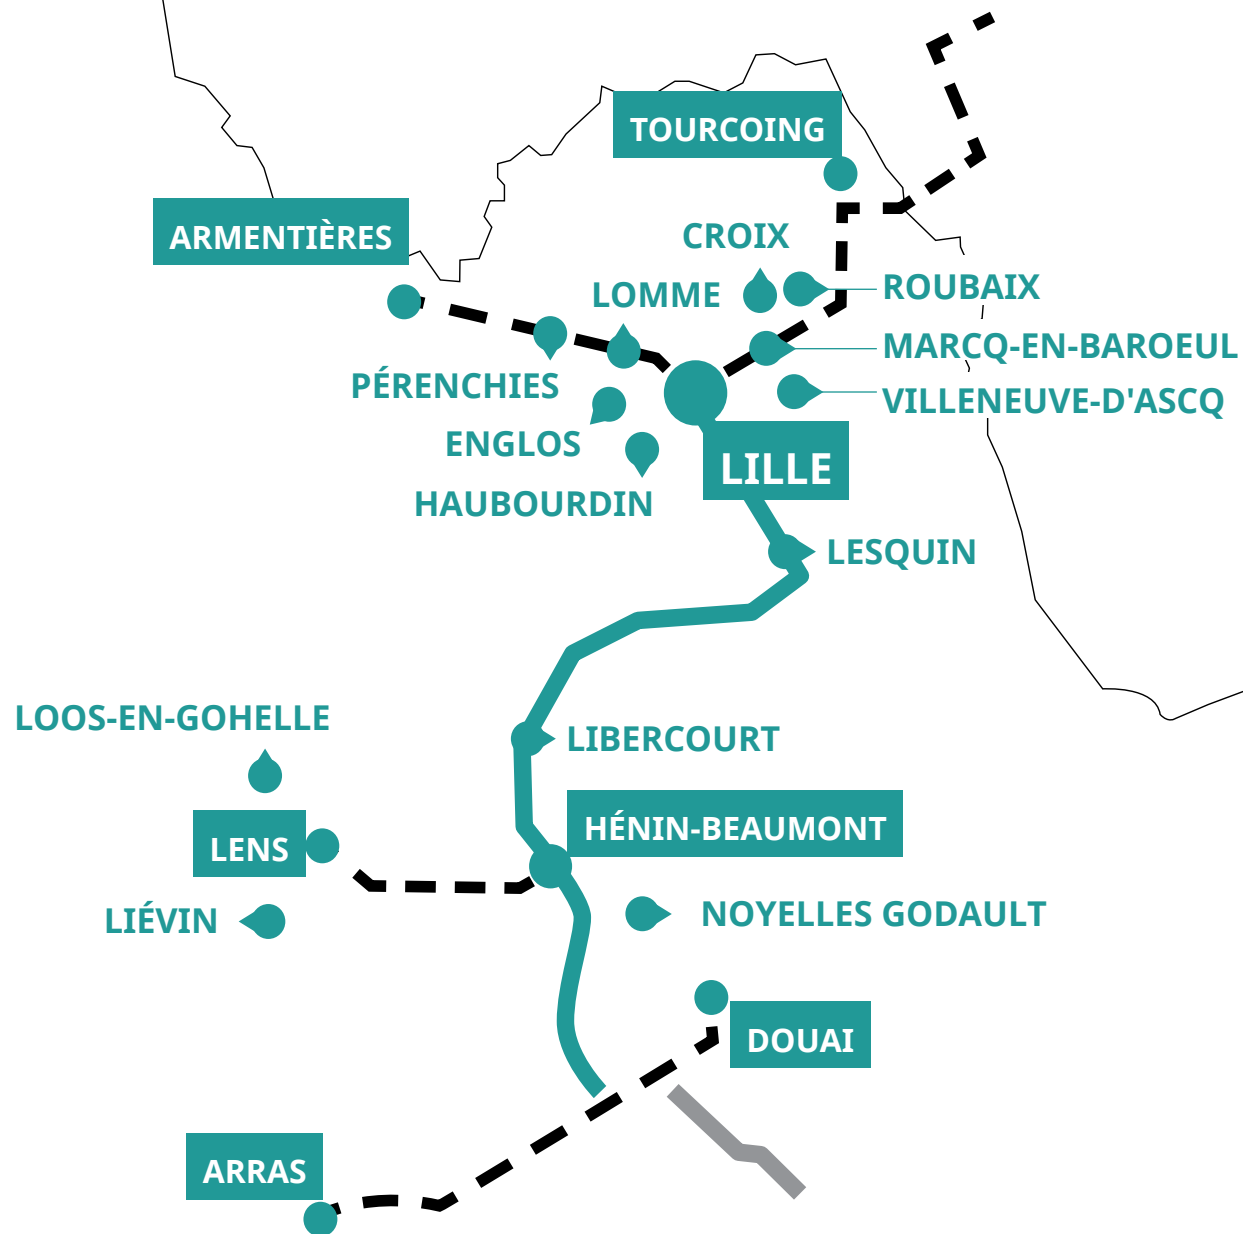 TOURCOING
ARMENTIÈRES
CROIX
LOMME
ROUBAIX
MARCQ-EN-BAROEUL
PÉRENCHIES
VILLENEUVE-D'ASCQ
ENGLOS
LILLE
HAUBOURDIN
LESQUIN
LOOS-EN-GOHELLE
LIBERCOURT
HÉNIN-BEAUMONT
LENS
LIÉVIN
NOYELLES GODAULT
DOUAI
ARRAS